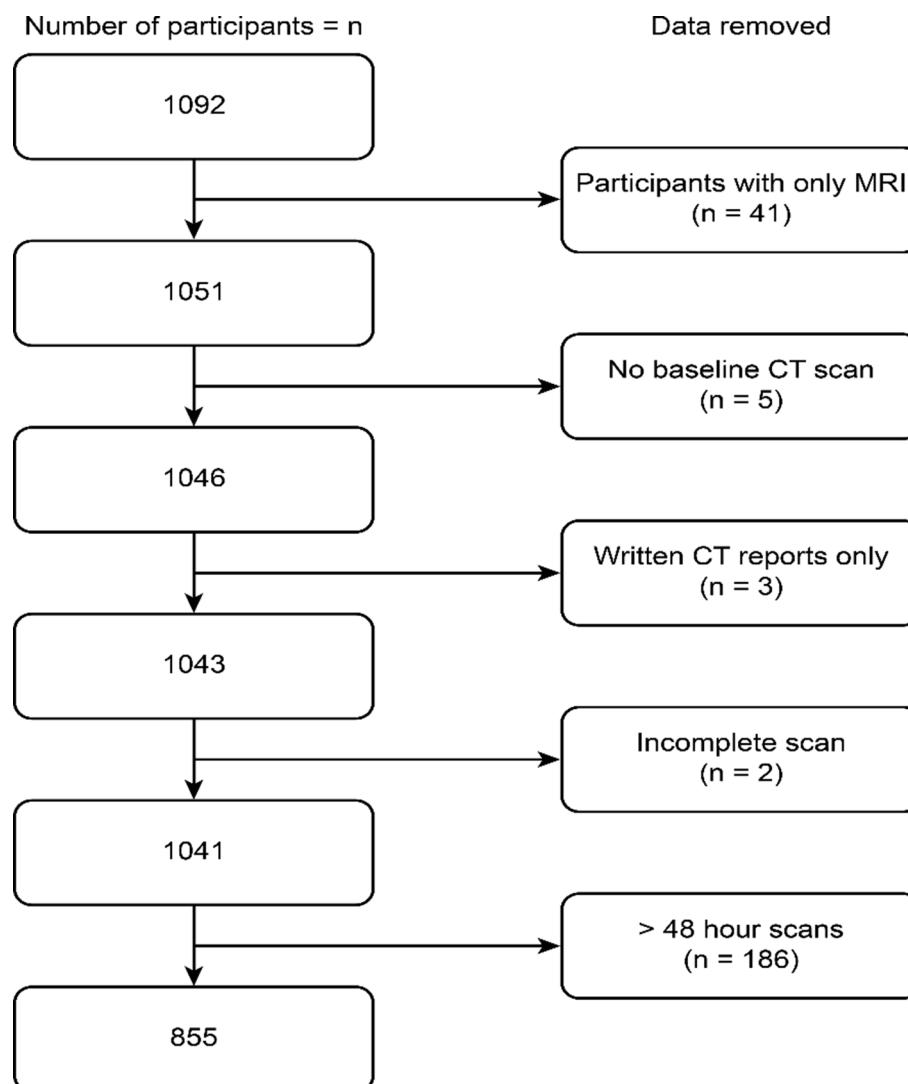 Number of participants = n
Data removed
1092
Participants with only MRI
(n = 41)
1051
No baseline CT scan
(n = 5)
1046
Written CT reports only
(n = 3)
1043
Incomplete scan
(n = 2)
1041
> 48 hour scans
(n = 186)
855